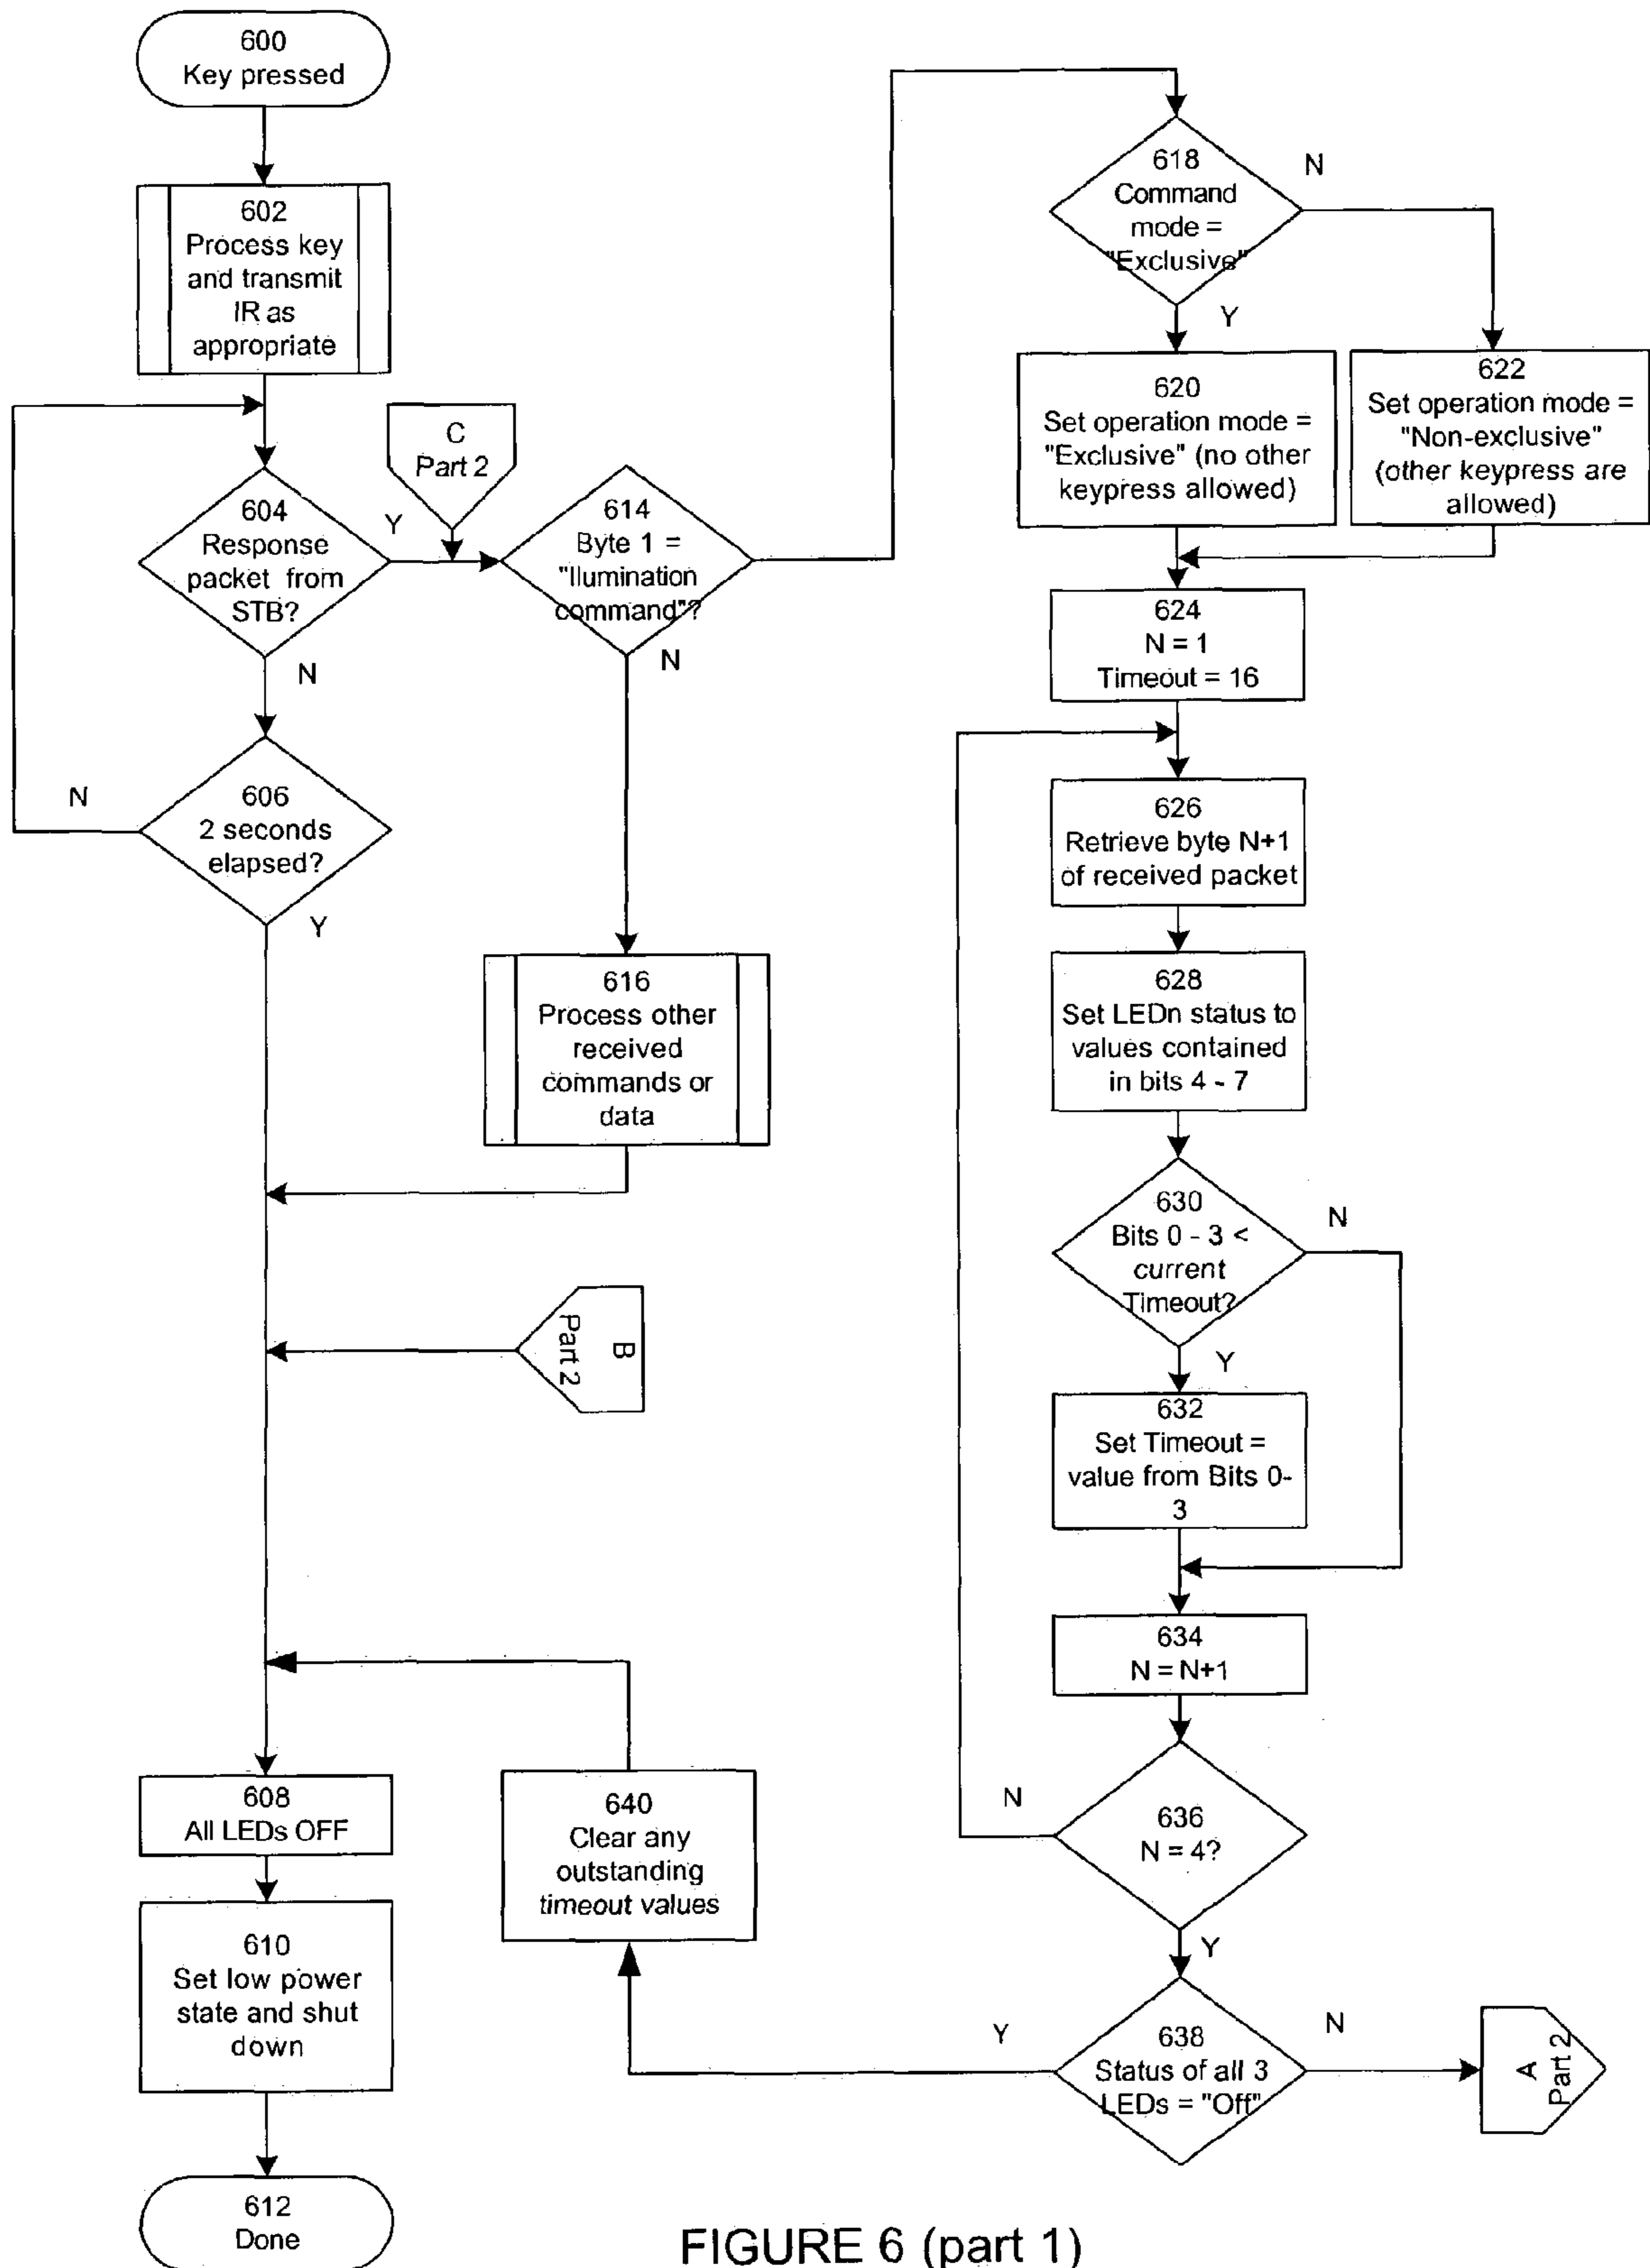 600
Key pressed
602
Process key
and transmit
IR as
appropriate
604
Response
packet from
STB?
Y
N
606
2 seconds
elapsed?
N
Y
C
Part 2
614
Byte 1 =
"Ilumination
command"?
N
616
Process other
received
commands or
data
B
Part 2
608
All LEDs OFF
610
Set low power
state and shut
down
612
Done
640
Clear any
outstanding
timeout values
618
Command
mode =
"Exclusive"
N
Y
620
Set operation mode =
"Exclusive" (no other
keypress allowed)
622
Set operation mode =
"Non-exclusive"
(other keypress are
allowed)
624
N = 1
Timeout = 16
626
Retrieve byte N+1
of received packet
628
Set LEDn status to
values contained
in bits 4 - 7
630
Bits 0 - 3 <
current
Timeout?
N
Y
632
Set Timeout =
value from Bits 0-
3
634
N = N+1
636
N = 4?
N
Y
638
Status of all 3
LEDs = "Off"
Y
N
A
Part 2
FIGURE 6 (part 1)